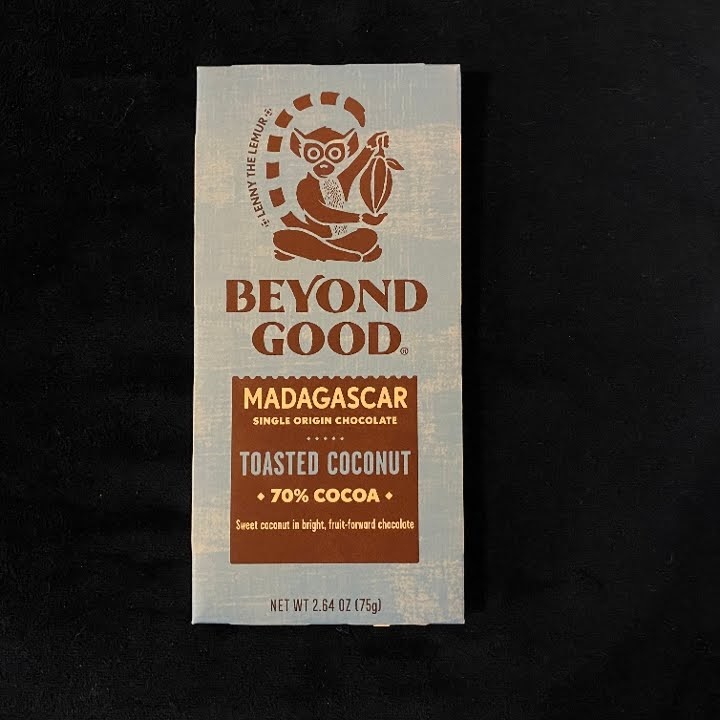 LENNY THE LEMUR
BEYOND
GOOD®
MADAGASCAR
SINGLE ORIGIN CHOCOLATE
TOASTED COCONUT
70% COCOA
Sweet coconut in bright, fruit-forward chocolate
NET WT 2.64 OZ (75g)